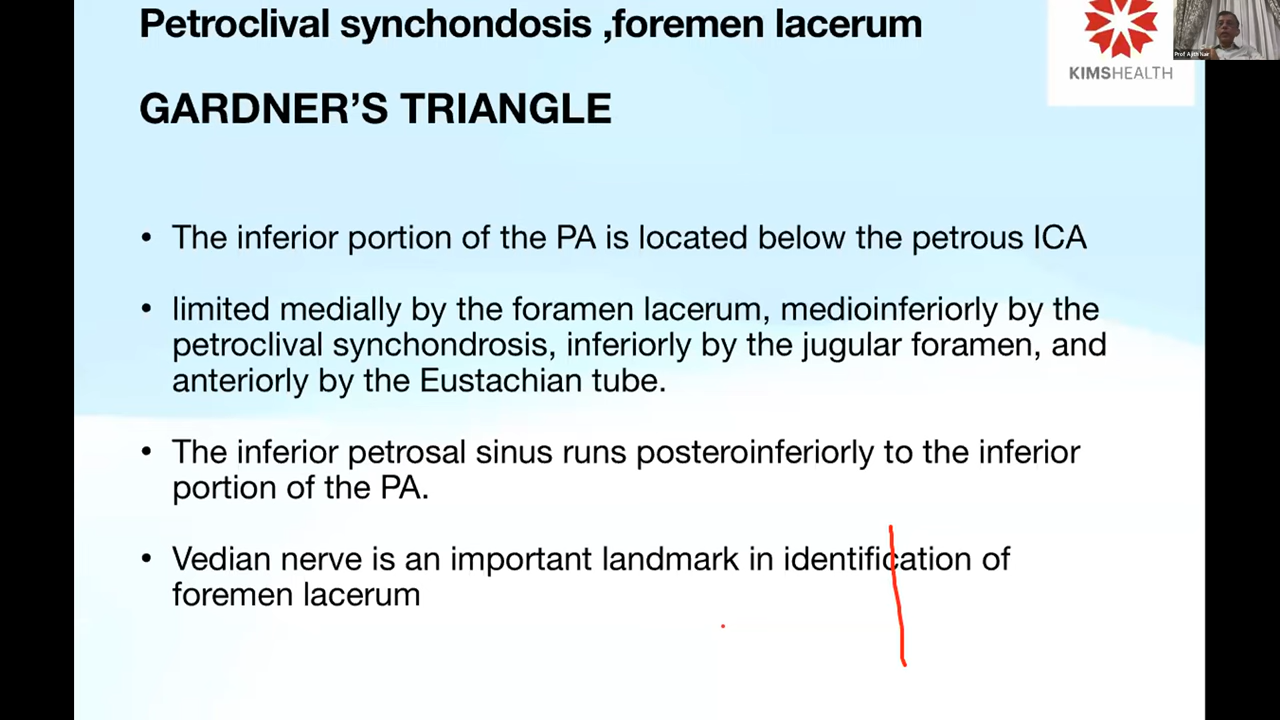 Petroclival synchondosis ,foremen lacerum
KIMSHEALTH
Prof Ajith Nair
GARDNER'S TRIANGLE
• The inferior portion of the PA is located below the petrous ICA
• limited medially by the foramen lacerum, medioinferiorly by the
petroclival synchondrosis, inferiorly by the jugular foramen, and
anteriorly by the Eustachian tube.
• The inferior petrosal sinus runs posteroinferiorly to the inferior
portion of the PA.
• Vedian nerve is an important landmark in identification of
foremen lacerum